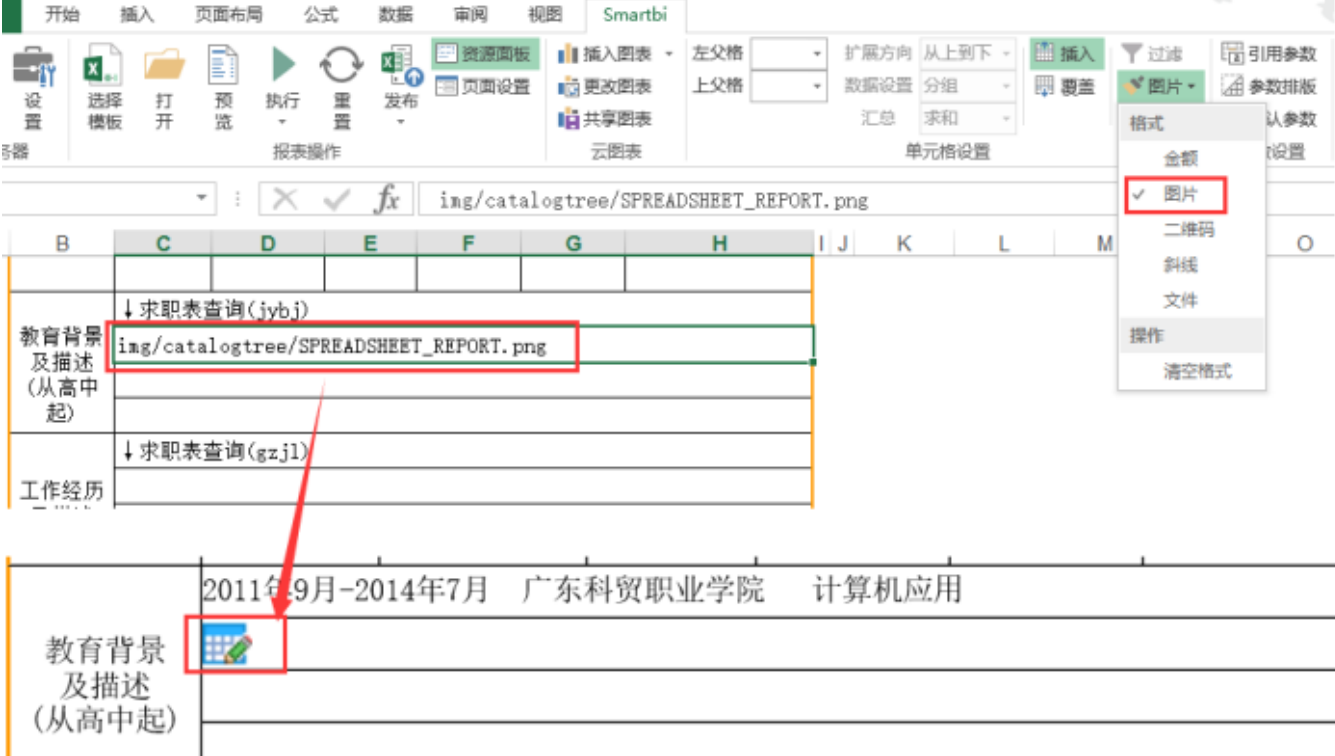 开始 插入 页面布局 公式 数据 审阅 视图 Smartbi
资源面板 插入图表 左父格 扩展方向 从上到下 插入 过滤 引用参数
页面设置 更改图表 上父格 数据设置 分组 覆盖 图片 参数排版
设置 选择模板 打开 预览 执行 重置 发布
共享图表 汇总 求和 认参数
务器 报表操作 云图表 单元格设置 设置
格式
金额
图片
二维码
斜线
文件
操作
清空格式
fx img/catalogtree/SPREADSHEET_REPORT.png
B C D E F G H I J K L M O
↓求职表查询(jybj)
教育背景
及描述
(从高中
起)
img/catalogtree/SPREADSHEET_REPORT.png
↓求职表查询(gzjl)
工作经历
2011年9月-2014年7月 广东科贸职业学院 计算机应用
教育背景
及描述
(从高中起)